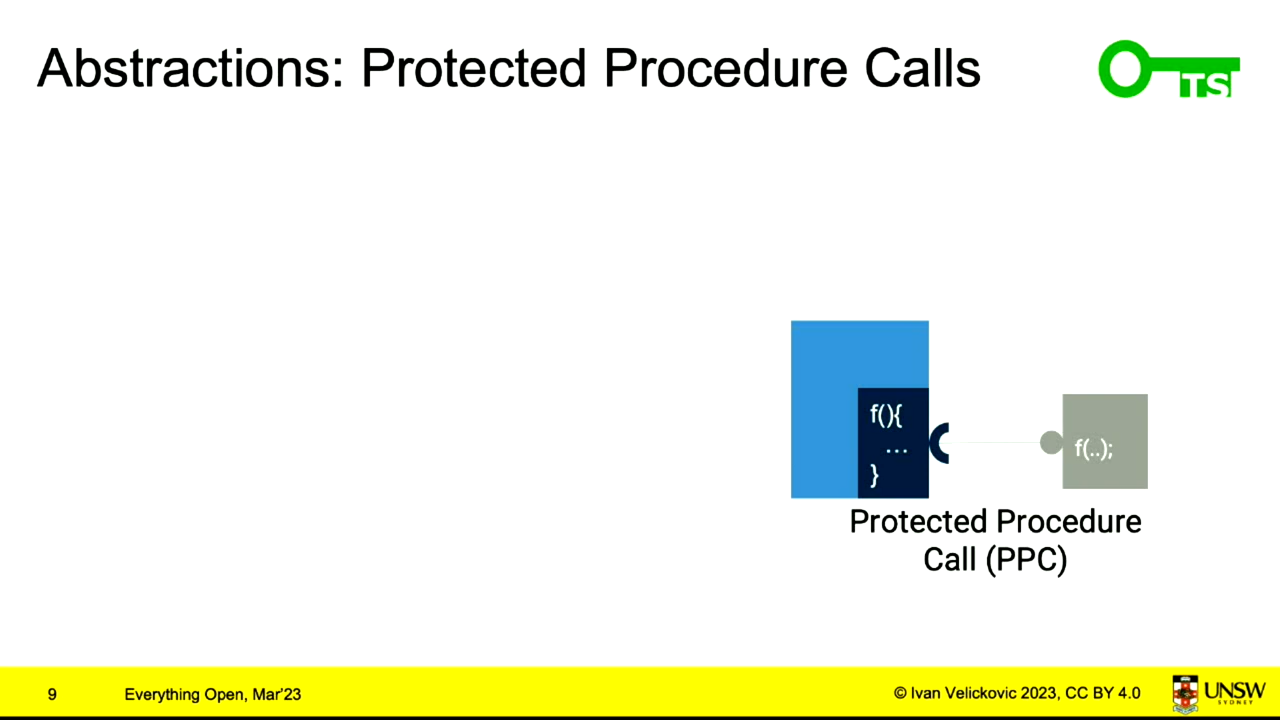 Abstractions: Protected Procedure Calls
TS
f(){
...
}
f(..);
Protected Procedure
Call (PPC)
9
Everything Open, Mar'23
© Ivan Velickovic 2023, CC BY 4.0
UNSW
SYDNEY